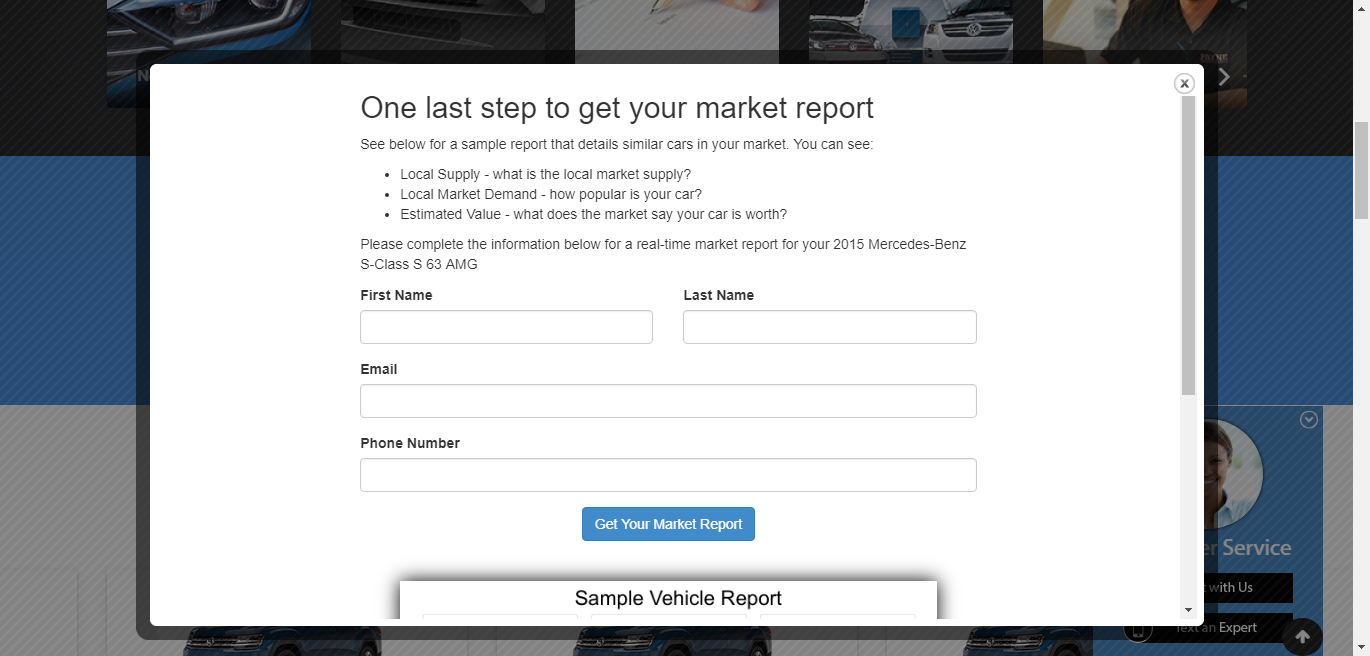 One last step to get your market report
See below for a sample report that details similar cars in your market. You can see:
Local Supply - what is the local market supply?
Local Market Demand - how popular is your car?
Estimated Value - what does the market say your car is worth?
Please complete the information below for a real-time market report for your 2015 Mercedes-Benz
S-Class S 63 AMG
First Name
Last Name
Email
Phone Number
Get Your Market Report
Sample Vehicle Report
Service
with Us
Text an Expert